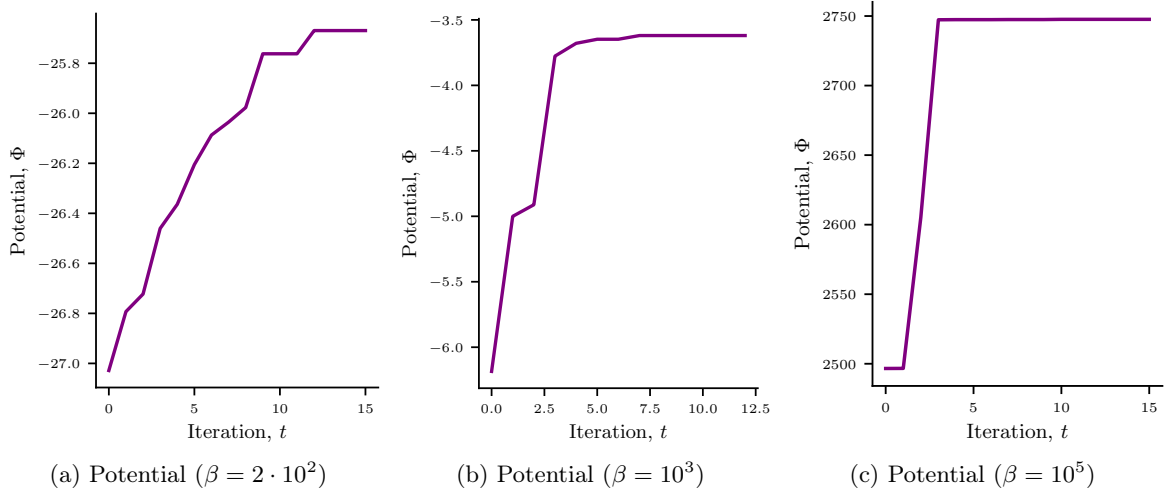 −25.8
−26.0
−26.2
−26.4
−26.6
−26.8
−27.0
Potential, Φ
0 5 10 15
Iteration, t
(a) Potential (β = 2 · 10²)
−3.5
−4.0
−4.5
−5.0
−5.5
−6.0
Potential, Φ
0.0 2.5 5.0 7.5 10.0 12.5
Iteration, t
(b) Potential (β = 10³)
2750
2700
2650
2600
2550
2500
Potential, Φ
0 5 10 15
Iteration, t
(c) Potential (β = 10⁵)